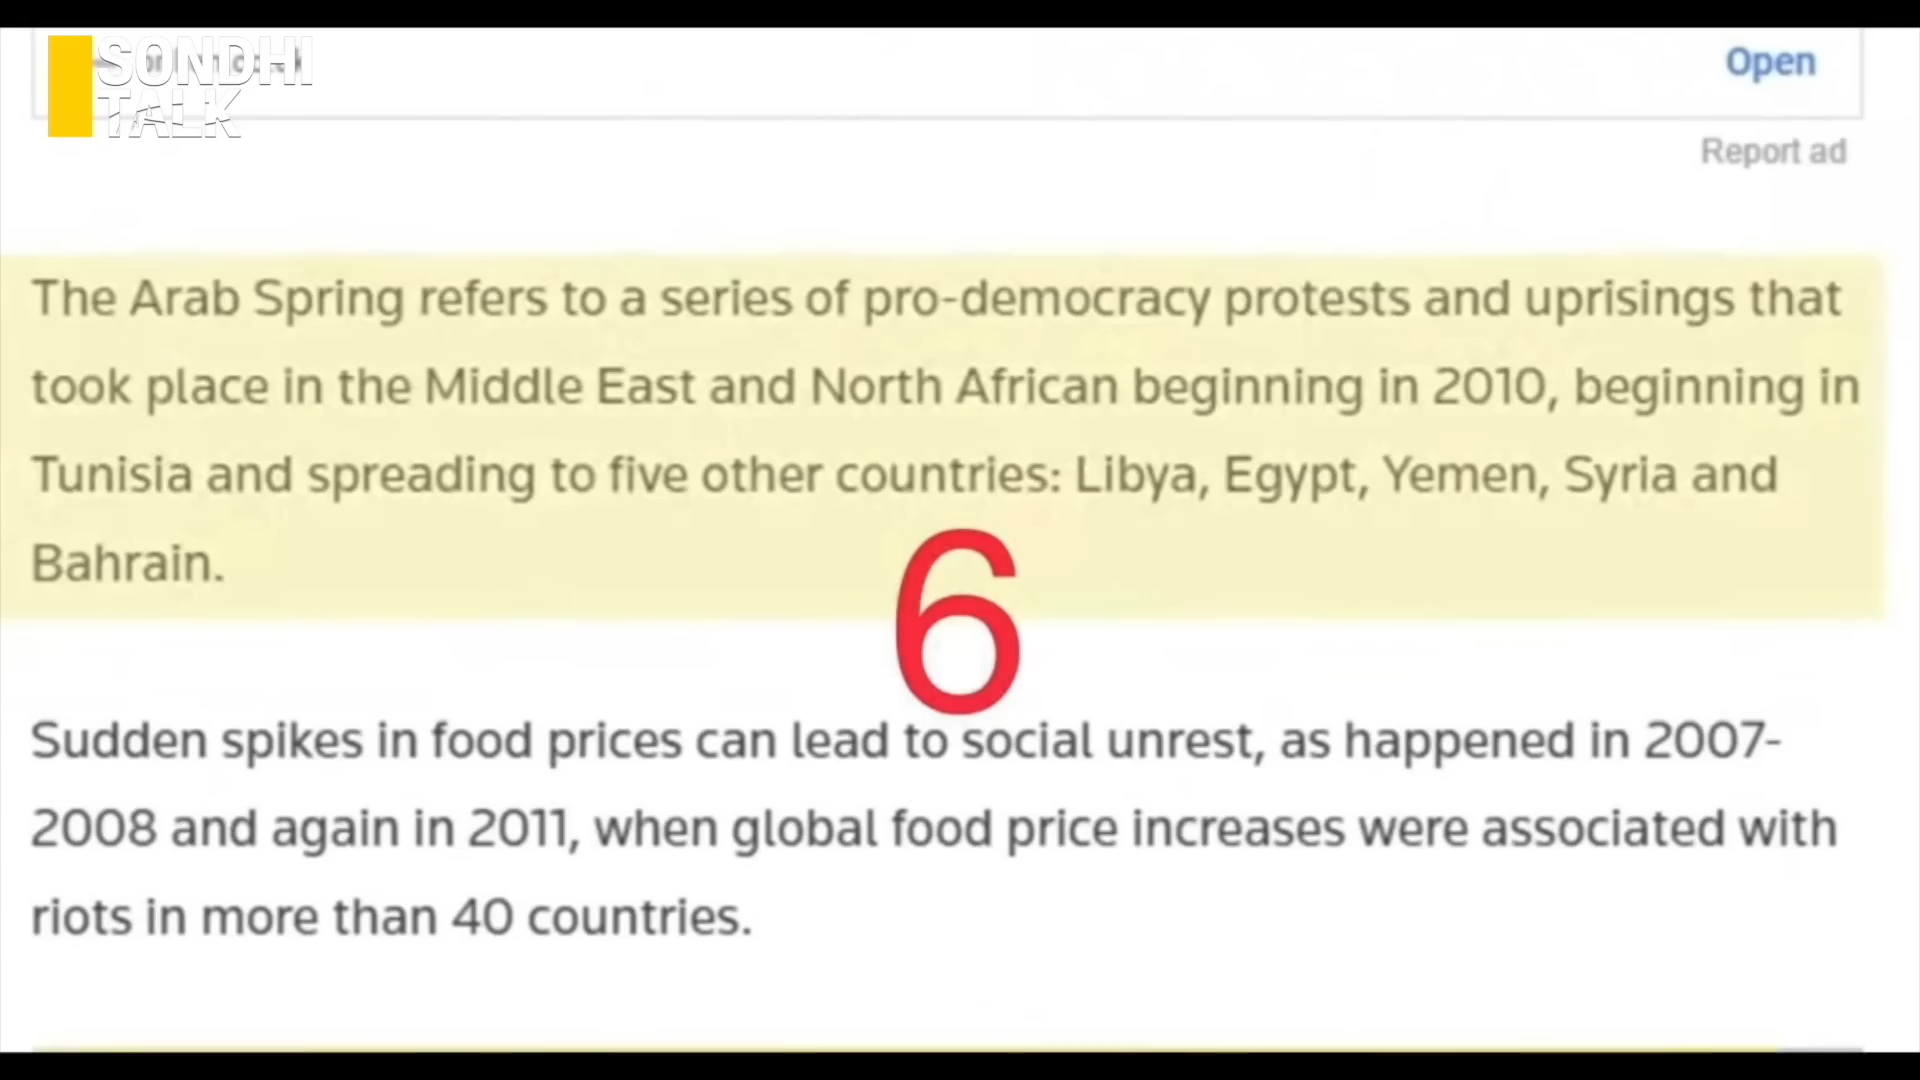 SONDHI
TALK
Open
Report ad
The Arab Spring refers to a series of pro-democracy protests and uprisings that
took place in the Middle East and North African beginning in 2010, beginning in
Tunisia and spreading to five other countries: Libya, Egypt, Yemen, Syria and
Bahrain.
6
Sudden spikes in food prices can lead to social unrest, as happened in 2007-
2008 and again in 2011, when global food price increases were associated with
riots in more than 40 countries.